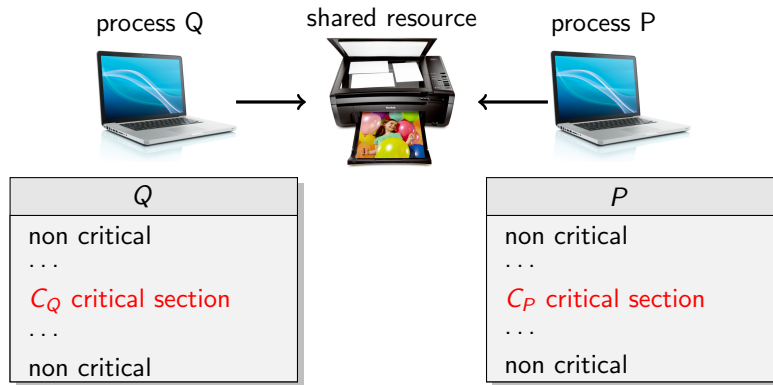 process Q
shared resource
process P
Q
non critical
...
C_Q critical section
...
non critical
P
non critical
...
C_P critical section
...
non critical